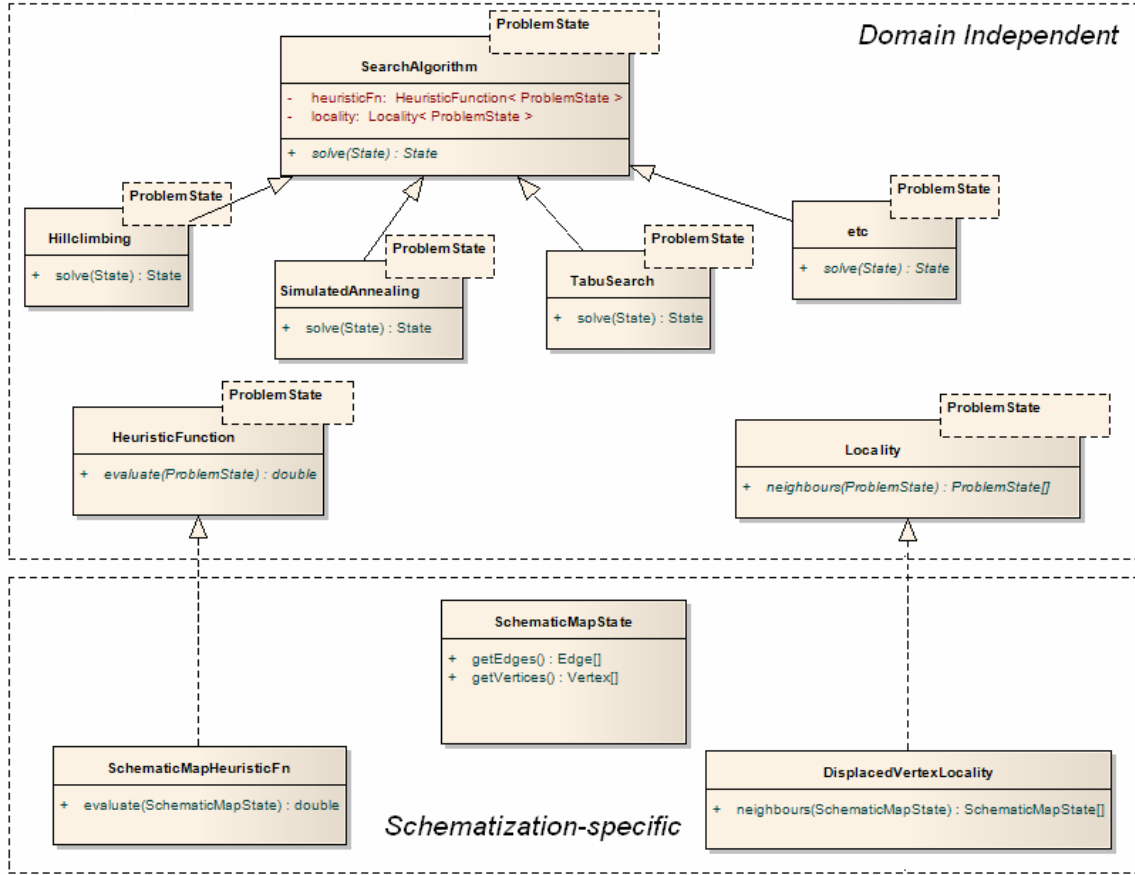 ProblemState
Domain Independent
SearchAlgorithm
- heuristicFn: HeuristicFunction< ProblemState >
- locality: Locality< ProblemState >
+ solve(State) : State
ProblemState
Hillclimbing
+ solve(State) : State
ProblemState
SimulatedAnnealing
+ solve(State) : State
ProblemState
TabuSearch
+ solve(State) : State
ProblemState
etc
+ solve(State) : State
ProblemState
HeuristicFunction
+ evaluate(ProblemState) : double
ProblemState
Locality
+ neighbours(ProblemState) : ProblemState[]
SchematicMapState
+ getEdges() : Edge[]
+ getVertices() : Vertex[]
SchematicMapHeuristicFn
+ evaluate(SchematicMapState) : double
DisplacedVertexLocality
+ neighbours(SchematicMapState) : SchematicMapState[]
Schematization-specific